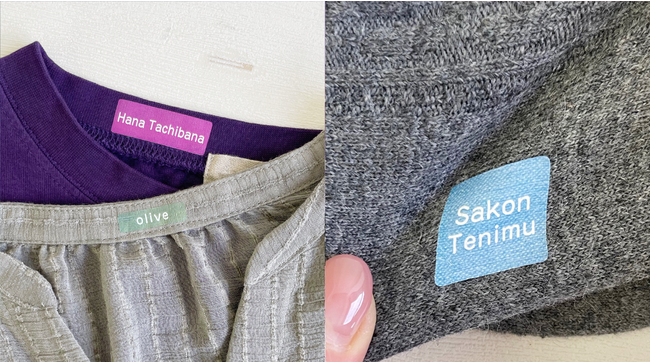 Hana Tachibana
olive
Sakon
Tenimu